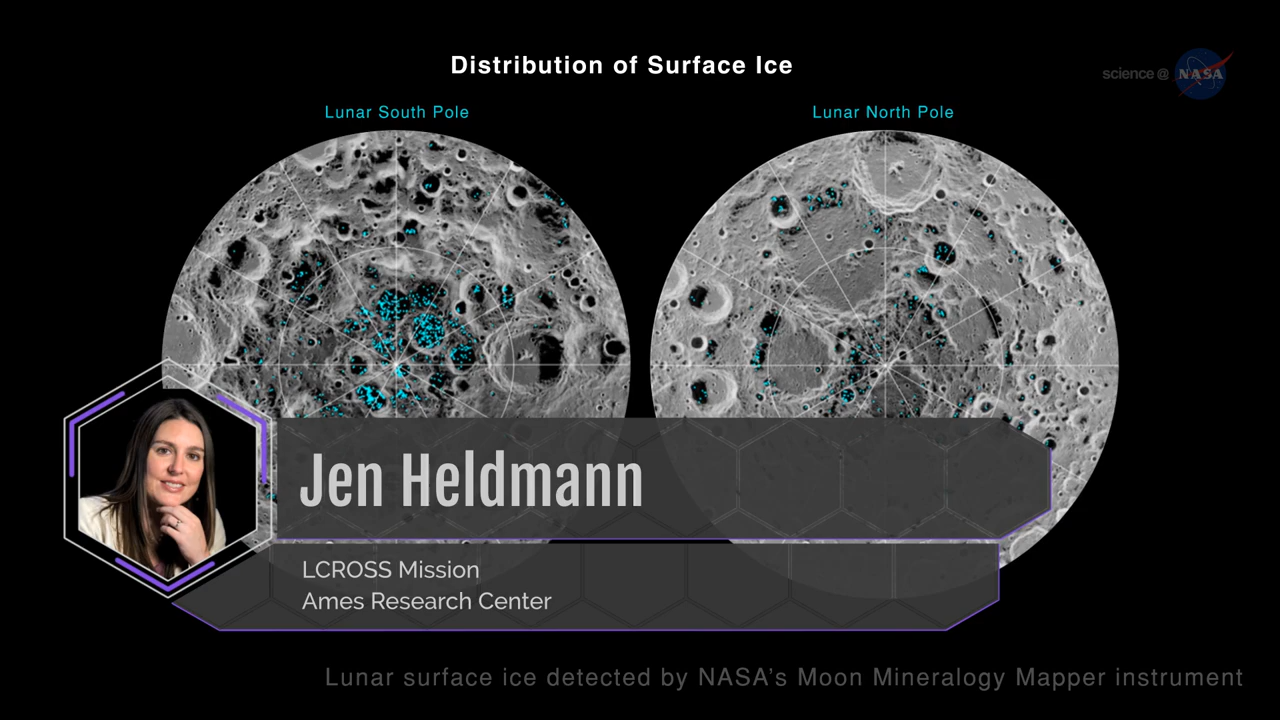 Distribution of Surface Ice
science@ NASA
Lunar South Pole
Lunar North Pole
Jen Heldmann
LCROSS Mission
Ames Research Center
Lunar surface ice detected by NASA's Moon Mineralogy Mapper instrument